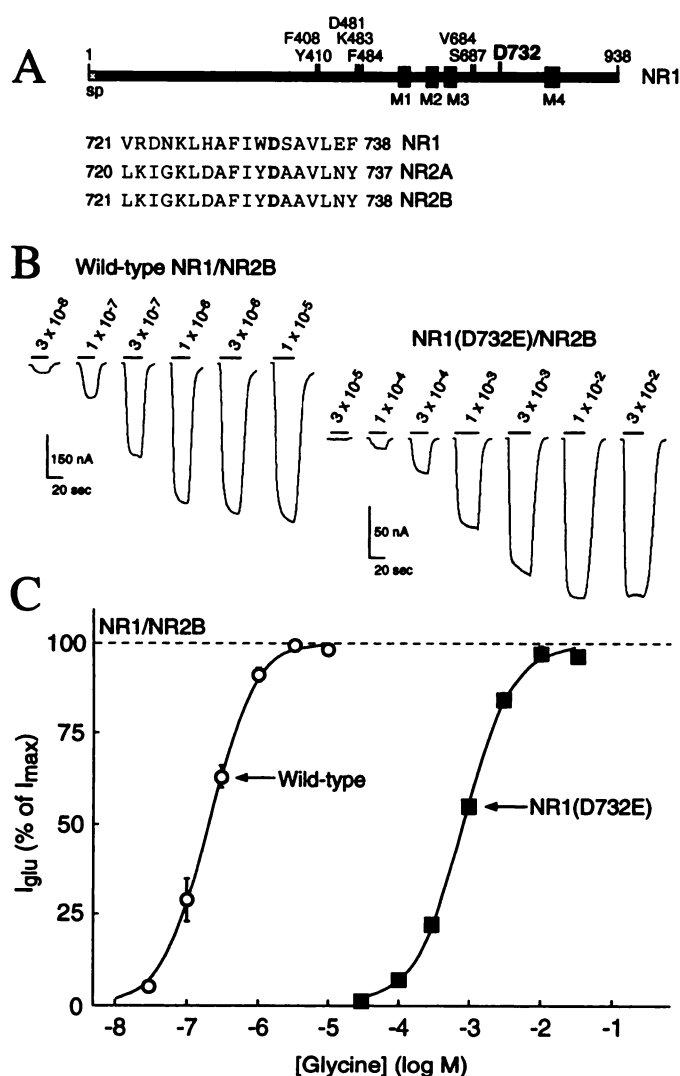 A
1
F408
Y410
D481
K483
F484
V684
S687
D732
938
NR1
sp
M1
M2
M3
M4
721 VRDNKLHAFIWDSAVLEF 738 NR1
720 LKIGKLDAFIYDAAVLNY 737 NR2A
721 LKIGKLDAFIYDAAVLNY 738 NR2B
B
Wild-type NR1/NR2B
3 x 10-8
1 x 10-7
3 x 10-7
1 x 10-6
3 x 10-6
1 x 10-5
150 nA
20 sec
NR1(D732E)/NR2B
3 x 10-5
1 x 10-4
3 x 10-4
1 x 10-3
3 x 10-3
1 x 10-2
3 x 10-2
50 nA
20 sec
C
NR1/NR2B
100
75
50
25
0
Iglu (% of Imax)
Wild-type
NR1(D732E)
-8 -7 -6 -5 -4 -3 -2 -1
[Glycine] (log M)